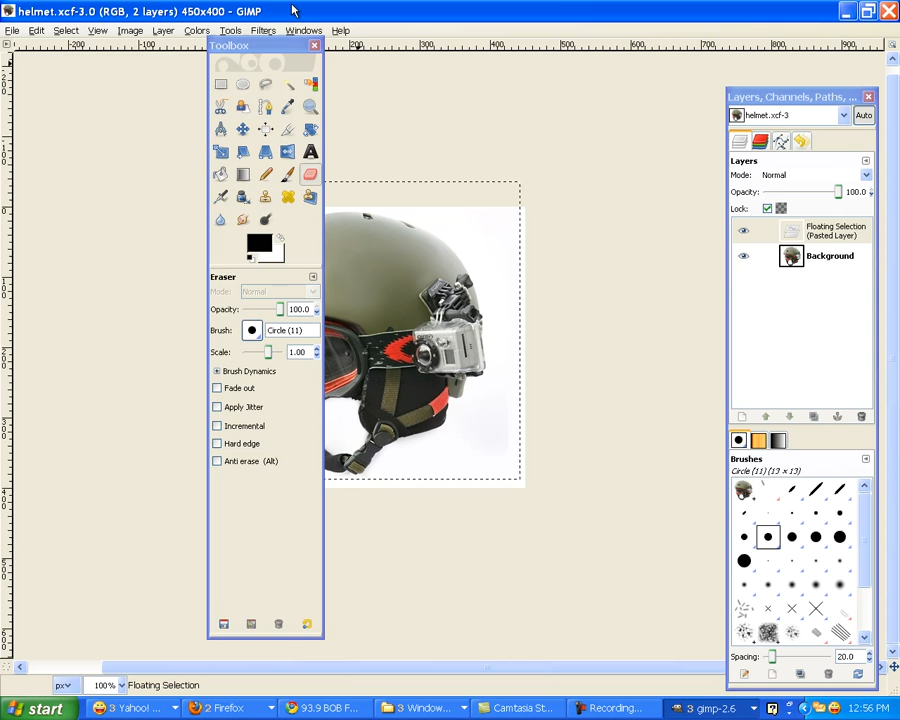 helmet.xcf-3.0 (RGB, 2 layers) 450x400 - GIMP
File Edit Select View Image Layer Colors Tools Filters Windows Help
Toolbox
-200 -100 200 300 400 500 600 700 800 900
Layers, Channels, Paths, ...
helmet.xcf-3 Auto
Layers
Mode: Normal
Opacity: 100.0
Lock:
Floating Selection
(Pasted Layer)
Background
Eraser
Mode: Normal
Opacity: 100.0
Brush: Circle (11)
Scale: 1.00
Brush Dynamics
Fade out
Apply Jitter
Incremental
Hard edge
Anti erase (Alt)
Brushes
Circle (11) (13 × 13)
Spacing: 20.0
px 100% Floating Selection
start 3 Yahoo! ... 2 Firefox 93.9 BOB F... 3 Window... Camtasia St... Recording... 3 gimp-2.6 12:56 PM